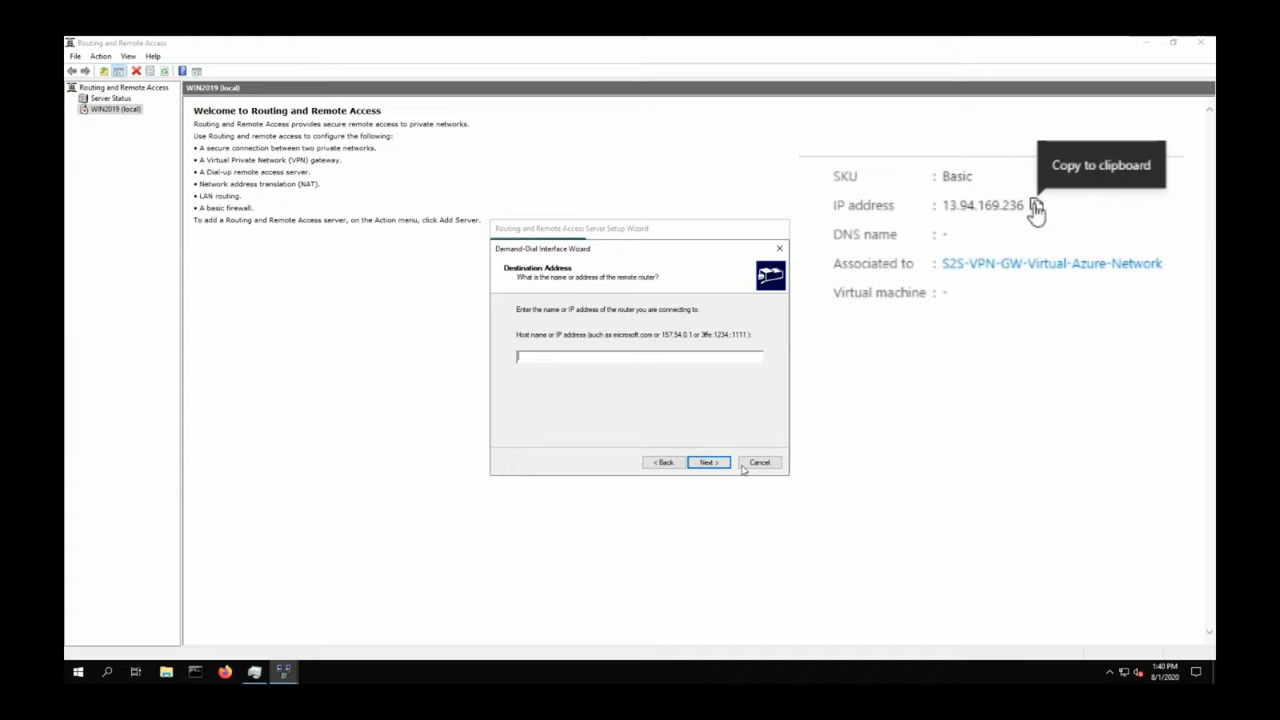 Routing and Remote Access
File Action View Help
Routing and Remote Access
Server Status
WIN2019 (local)
WIN2019 (local)
Welcome to Routing and Remote Access
Routing and Remote Access provides secure remote access to private networks.
Use Routing and remote access to configure the following:
• A secure connection between two private networks.
• A Virtual Private Network (VPN) gateway.
• A Dial-up remote access server.
• Network address translation (NAT).
• LAN routing.
• A basic firewall.
To add a Routing and Remote Access server, on the Action menu, click Add Server.
Copy to clipboard
SKU : Basic
IP address : 13.94.169.236
DNS name : -
Associated to : S2S-VPN-GW-Virtual-Azure-Network
Virtual machine : -
Routing and Remote Access Server Setup Wizard
Demand-Dial Interface Wizard
Destination Address
What is the name or address of the remote router?
Enter the name or IP address of the router you are connecting to.
Host name or IP address (such as microsoft.com or 157.54.0.1 or 3ffe:1234::1111 ):
< Back Next > Cancel
1:40 PM
8/1/2020